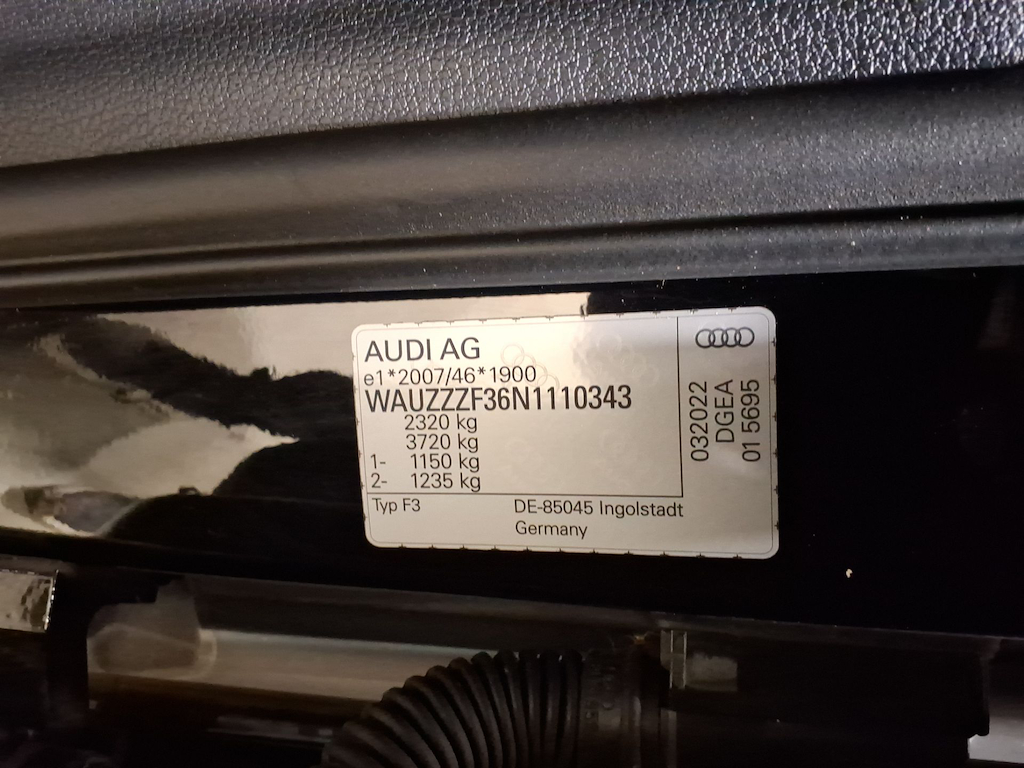 AUDI AG
e1*2007/46*1900
WAUZZZF36N1110343
2320 kg
3720 kg
1- 1150 kg
2- 1235 kg
Typ F3
DE-85045 Ingolstadt
Germany
032022
DGEA
01 5695